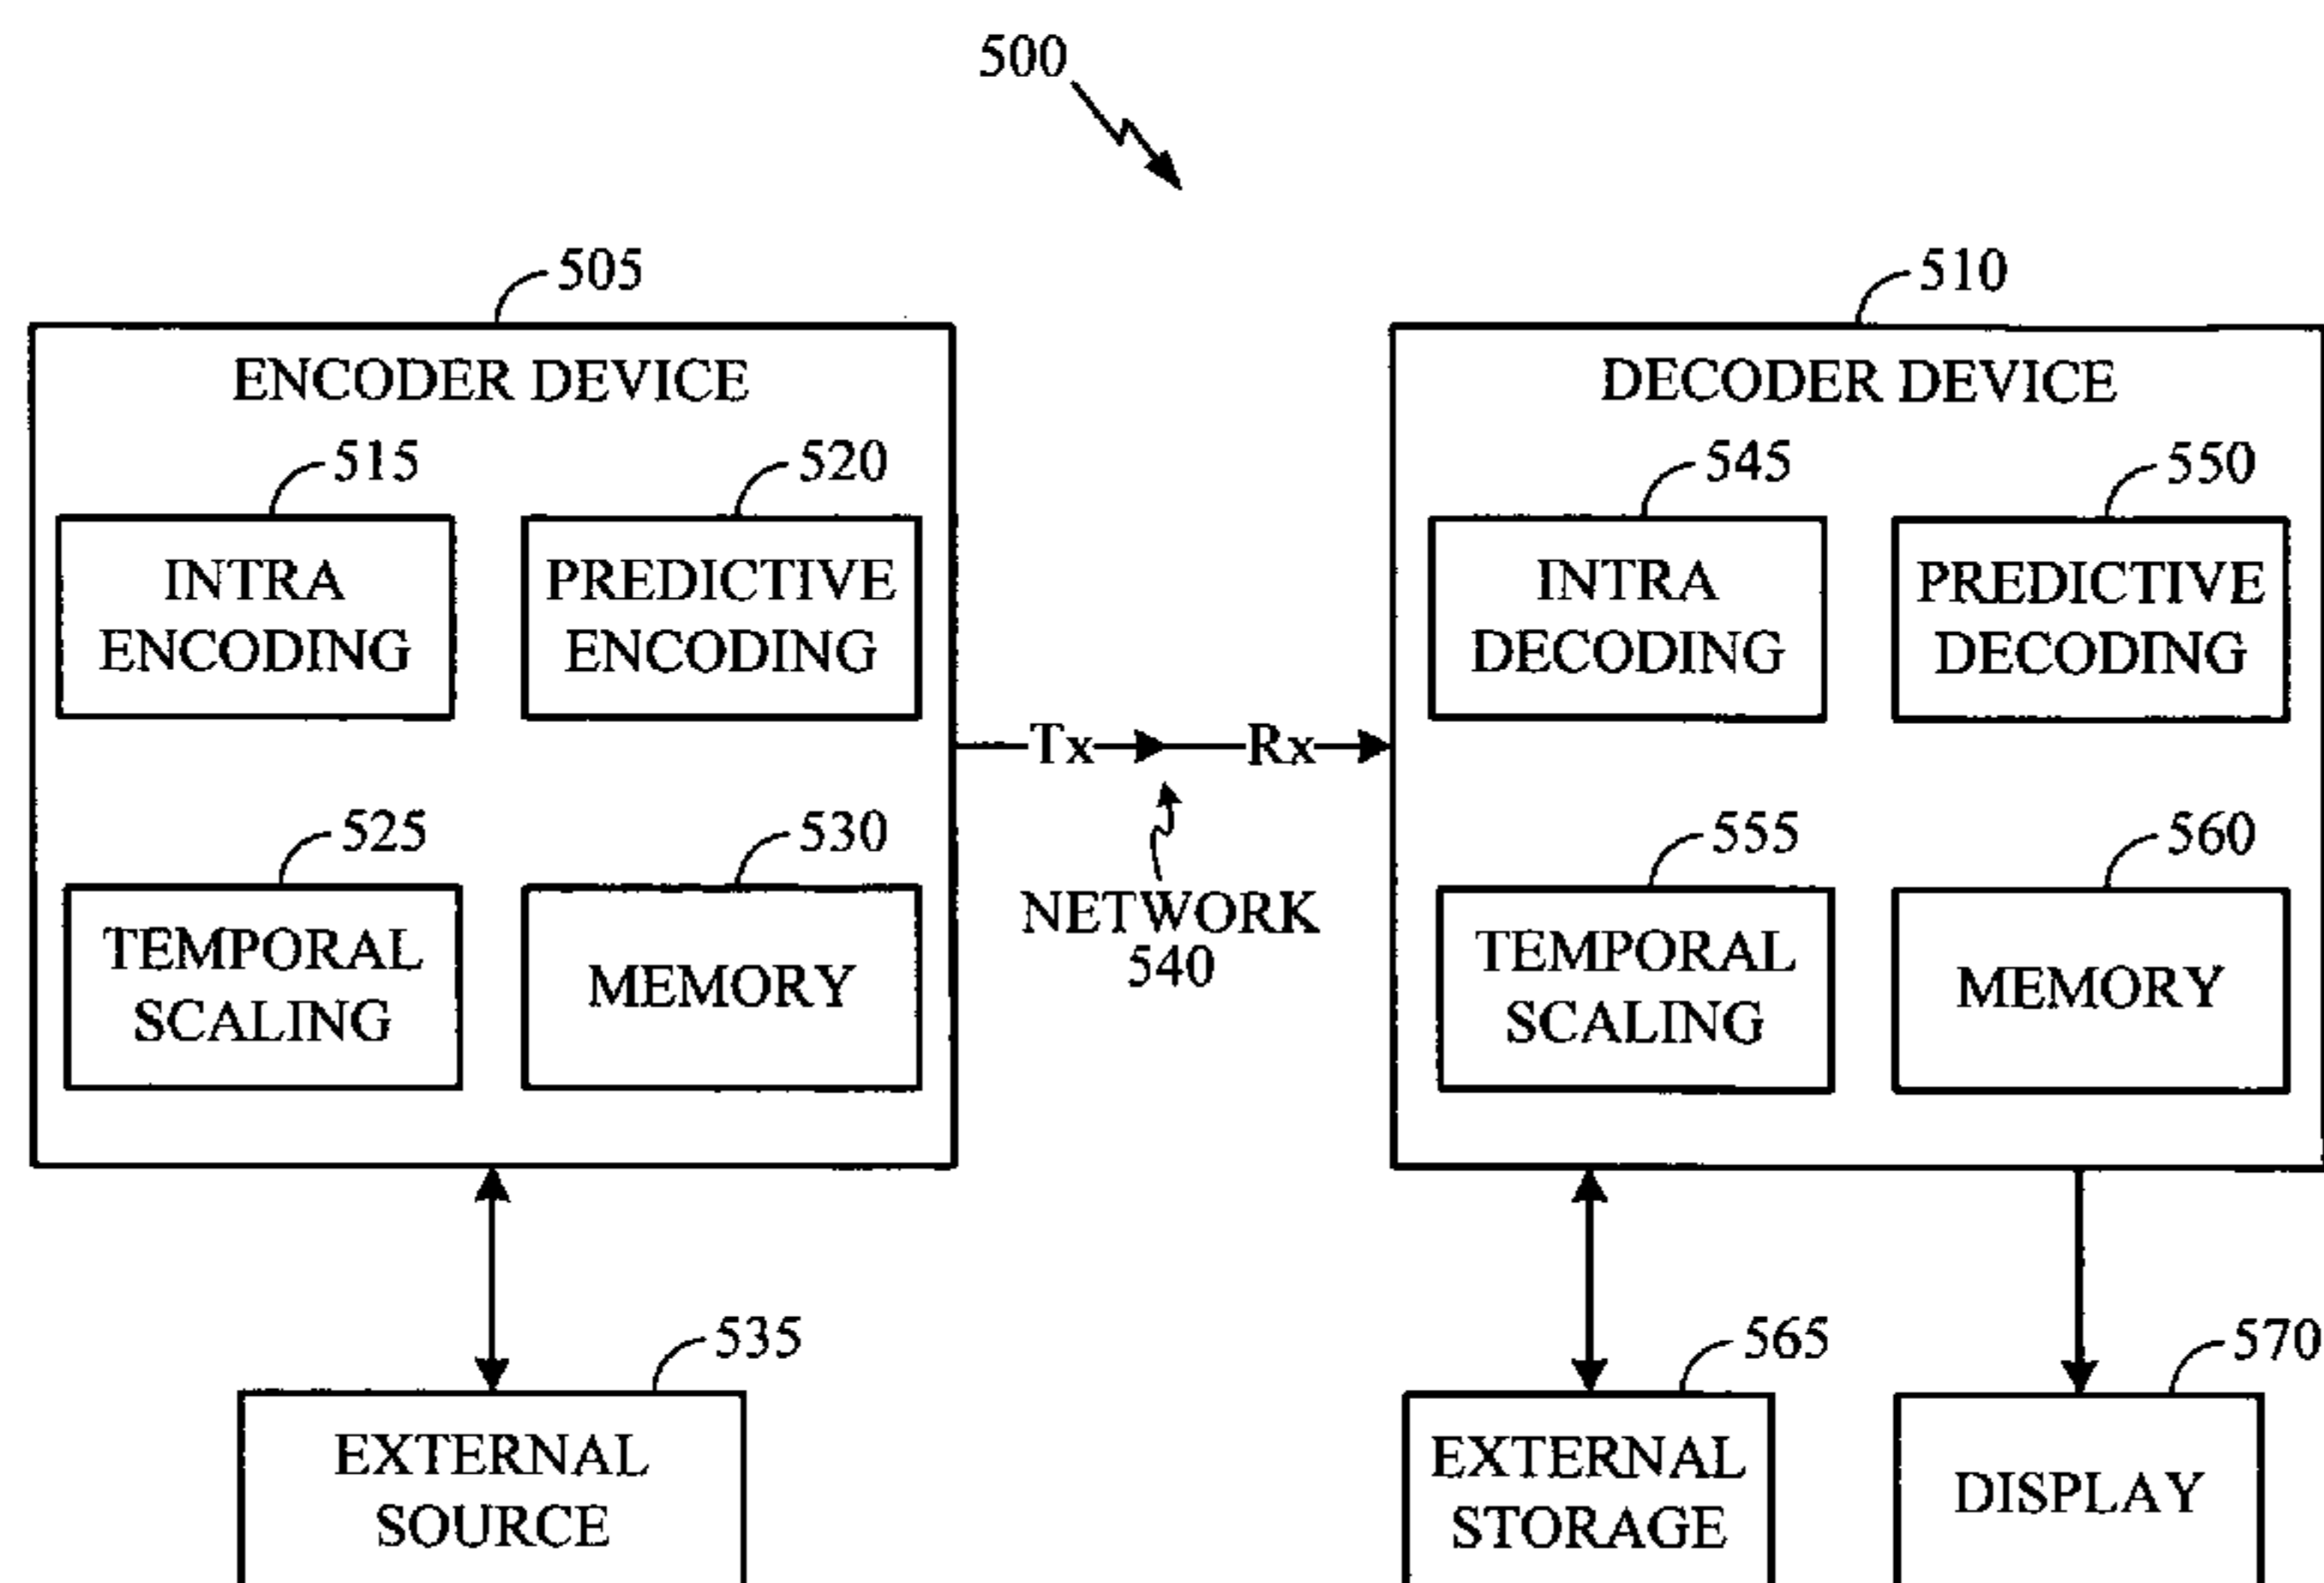 500
505
510
ENCODER DEVICE
DECODER DEVICE
515
520
545
550
INTRA
ENCODING
PREDICTIVE
ENCODING
INTRA
DECODING
PREDICTIVE
DECODING
Tx
Rx
525
530
NETWORK
540
555
560
TEMPORAL
SCALING
MEMORY
TEMPORAL
SCALING
MEMORY
535
565
570
EXTERNAL
SOURCE
EXTERNAL
STORAGE
DISPLAY